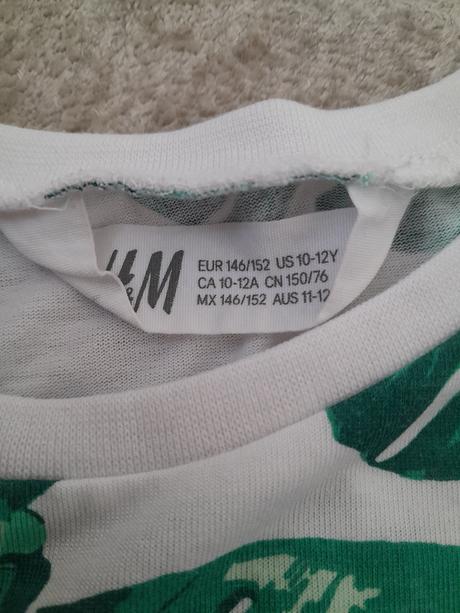 H&M
EUR 146/152 US 10-12Y
CA 10-12A CN 150/76
MX 146/152 AUS 11-12